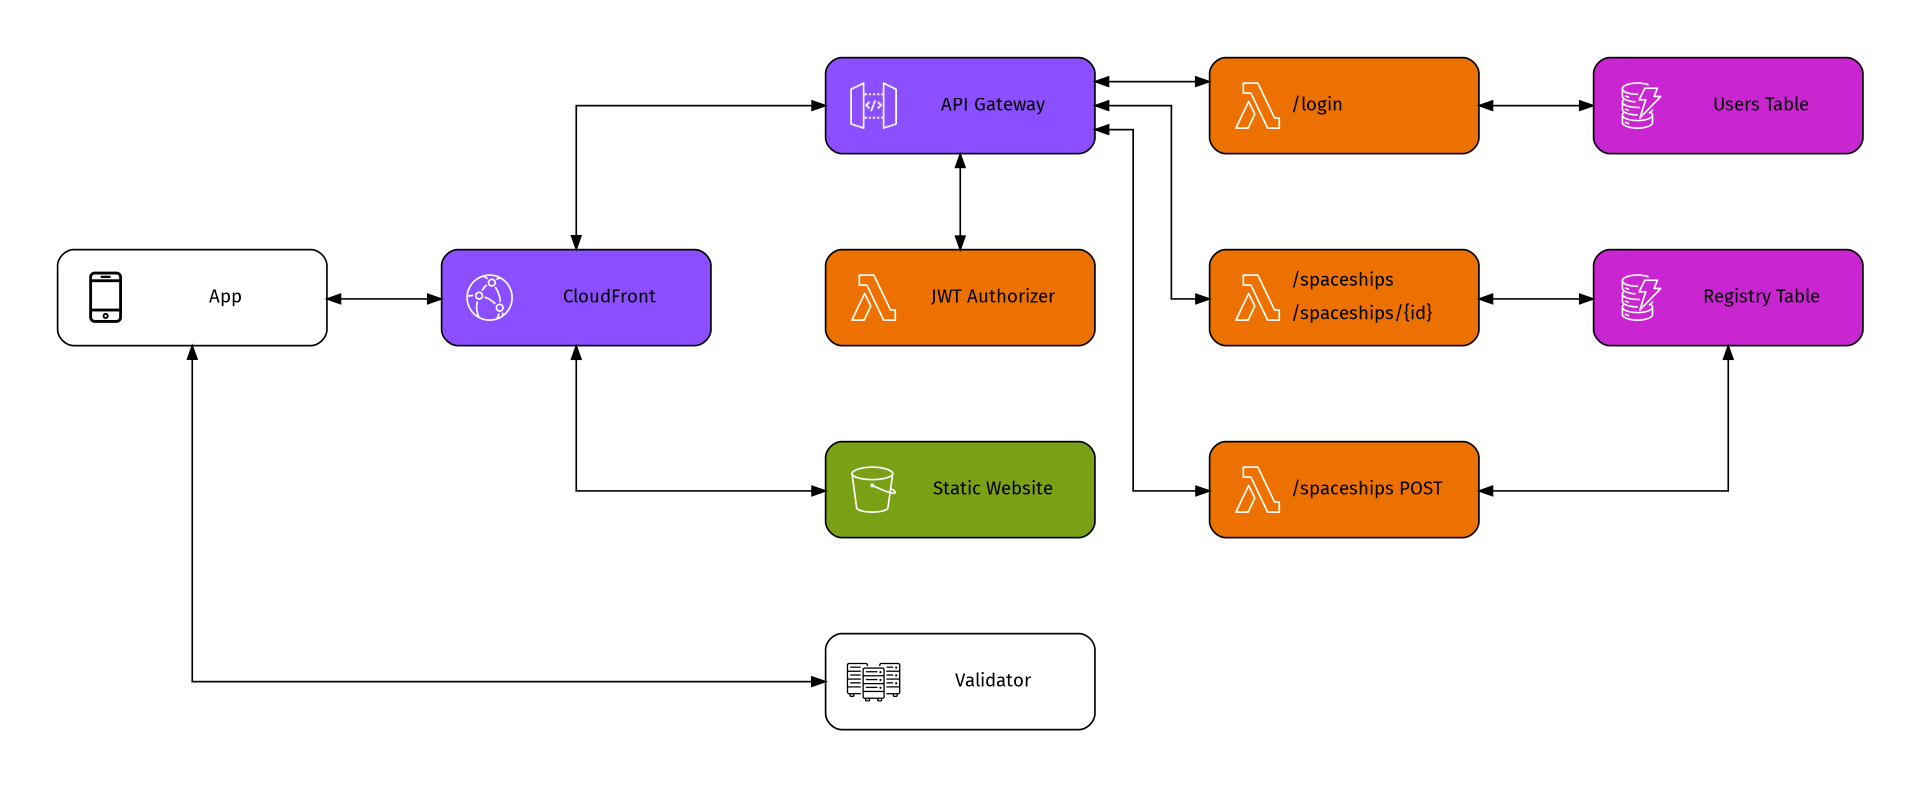 API Gateway
/login
Users Table
App
CloudFront
JWT Authorizer
/spaceships
/spaceships/{id}
Registry Table
Static Website
/spaceships POST
Validator